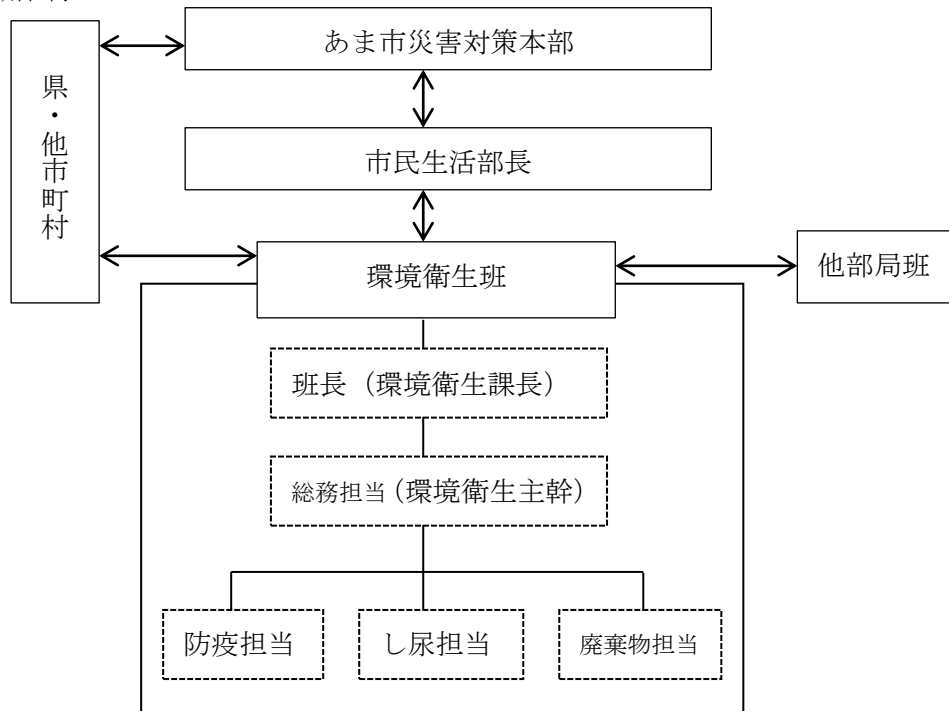 あま市災害対策本部
県・他市町村
市民生活部長
環境衛生班
他部局班
班長（環境衛生課長）
総務担当（環境衛生主幹）
防疫担当
し尿担当
廃棄物担当